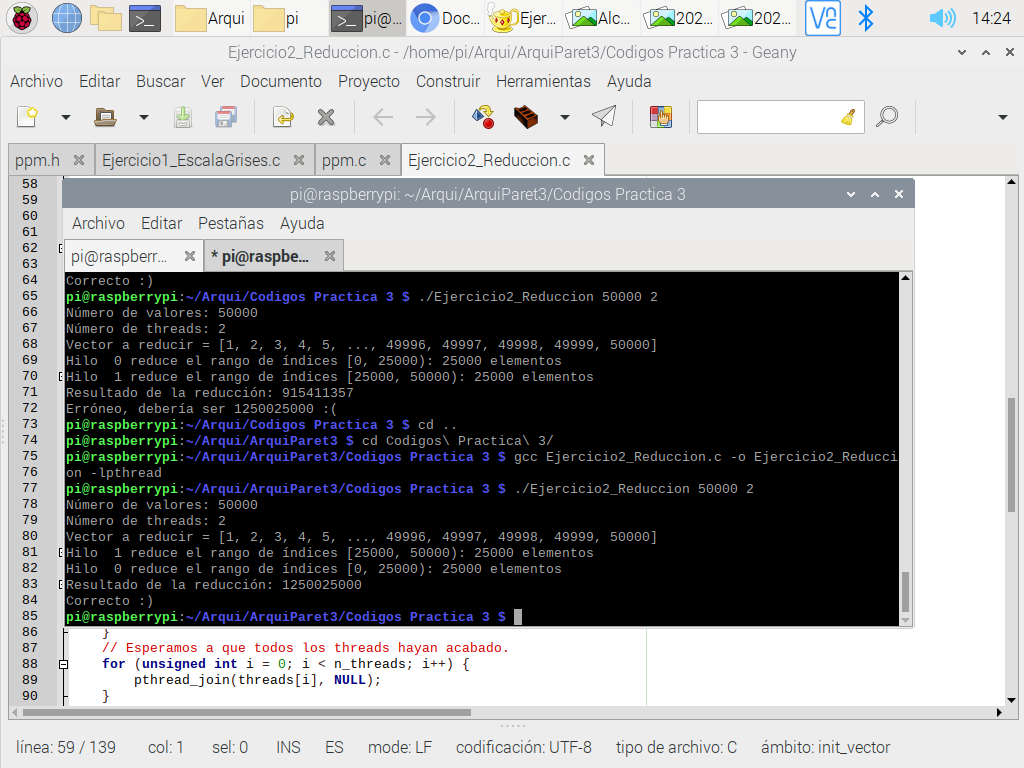 Arqui
pi
pi@...
Doc...
Ejer...
Alc...
202...
202...
14:24
Ejercicio2_Reduccion.c - /home/pi/Arqui/ArquiParet3/Codigos Practica 3 - Geany
Archivo Editar Buscar Ver Documento Proyecto Construir Herramientas Ayuda
ppm.h Ejercicio1_EscalaGrises.c ppm.c Ejercicio2_Reduccion.c
58
59
60
61
62
63
64
65
66
67
68
69
70
71
72
73
74
75
76
77
78
79
80
81
82
83
84
85
86
87
88
89
90
pi@raspberrypi: ~/Arqui/ArquiParet3/Codigos Practica 3
Archivo Editar Pestañas Ayuda
pi@raspberr... * pi@raspbe...
Correcto :)
pi@raspberrypi:~/Arqui/Codigos Practica 3 $ ./Ejercicio2_Reduccion 50000 2
Número de valores: 50000
Número de threads: 2
Vector a reducir = [1, 2, 3, 4, 5, ..., 49996, 49997, 49998, 49999, 50000]
Hilo  0 reduce el rango de índices [0, 25000): 25000 elementos
Hilo  1 reduce el rango de índices [25000, 50000): 25000 elementos
Resultado de la reducción: 915411357
Erróneo, debería ser 1250025000 :(
pi@raspberrypi:~/Arqui/Codigos Practica 3 $ cd ..
pi@raspberrypi:~/Arqui/ArquiParet3 $ cd Codigos\ Practica\ 3/
pi@raspberrypi:~/Arqui/ArquiParet3/Codigos Practica 3 $ gcc Ejercicio2_Reduccion.c -o Ejercicio2_Reducci
on -lpthread
pi@raspberrypi:~/Arqui/ArquiParet3/Codigos Practica 3 $ ./Ejercicio2_Reduccion 50000 2
Número de valores: 50000
Número de threads: 2
Vector a reducir = [1, 2, 3, 4, 5, ..., 49996, 49997, 49998, 49999, 50000]
Hilo  1 reduce el rango de índices [25000, 50000): 25000 elementos
Hilo  0 reduce el rango de índices [0, 25000): 25000 elementos
Resultado de la reducción: 1250025000
Correcto :)
pi@raspberrypi:~/Arqui/ArquiParet3/Codigos Practica 3 $
}
// Esperamos a que todos los threads hayan acabado.
for (unsigned int i = 0; i < n_threads; i++) {
pthread_join(threads[i], NULL);
}
línea: 59 / 139 col: 1 sel: 0 INS ES mode: LF codificación: UTF-8 tipo de archivo: C ámbito: init_vector